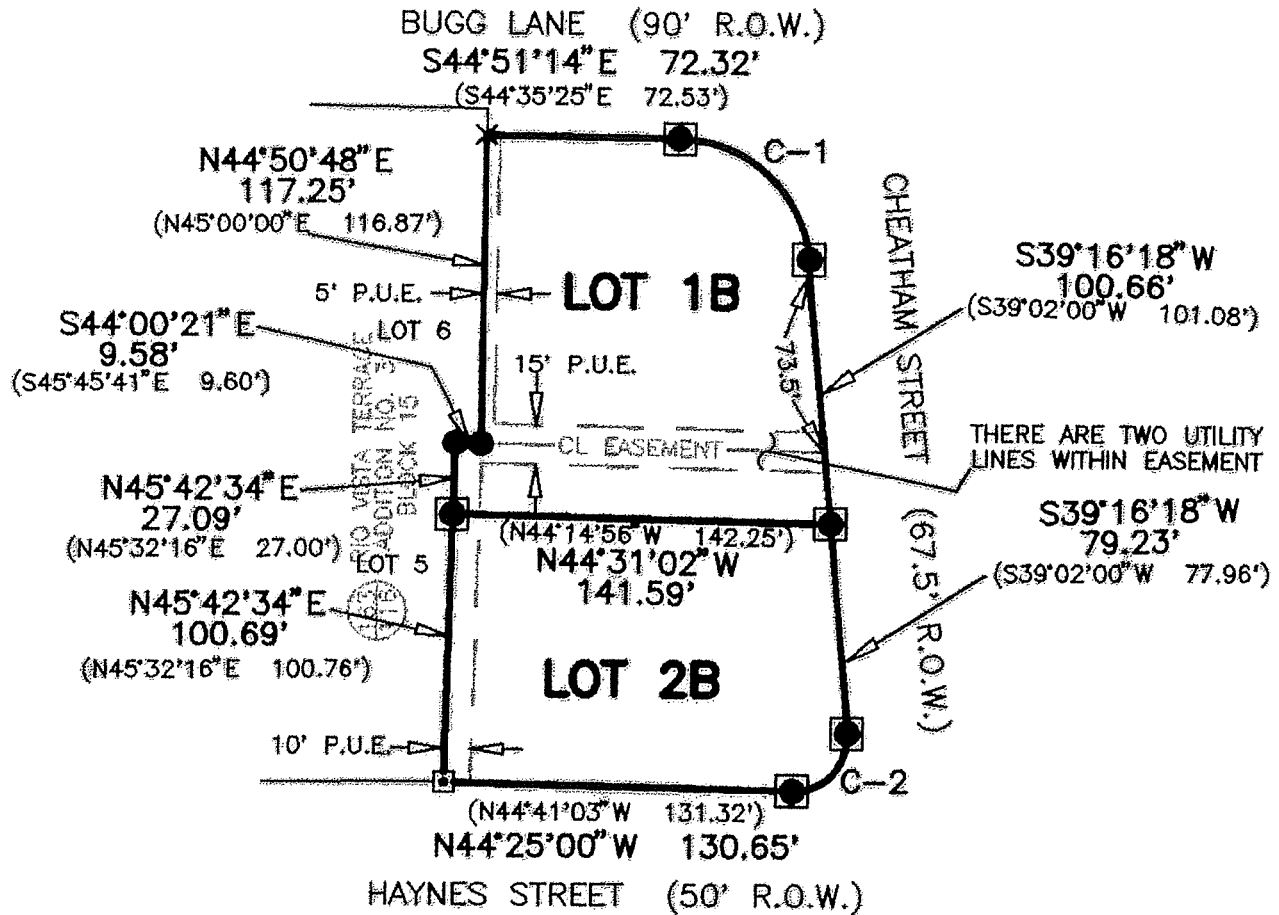 BUGG LANE (90' R.O.W.)
S44°51'14"E 72.32'
(S44°35'25"E 72.53')
C-1
N44°50'48"E
117.25'
(N45°00'00"E 116.87')
CHEATHAM STREET (67.5' R.O.W.)
S39°16'18"W
100.66'
(S39°02'00"W 101.08')
LOT 1B
5' P.U.E.
LOT 6
S44°00'21"E
9.58'
(S45°45'41"E 9.60')
15' P.U.E.
73.5'
RIO VISTA TERRACE
ADDITION NO. 3
BLOCK 15
CL EASEMENT
THERE ARE TWO UTILITY
LINES WITHIN EASEMENT
N45°42'34"E
27.09'
(N45°32'16"E 27.00')
(N44°14'56"W 142.25')
N44°31'02"W
141.59'
S39°16'18"W
79.23'
(S39°02'00"W 77.96')
LOT 5
163
N45°42'34"E
100.69'
(N45°32'16"E 100.76')
LOT 2B
10' P.U.E.
C-2
(N44°41'03"W 131.32')
N44°25'00"W 130.65'
HAYNES STREET (50' R.O.W.)